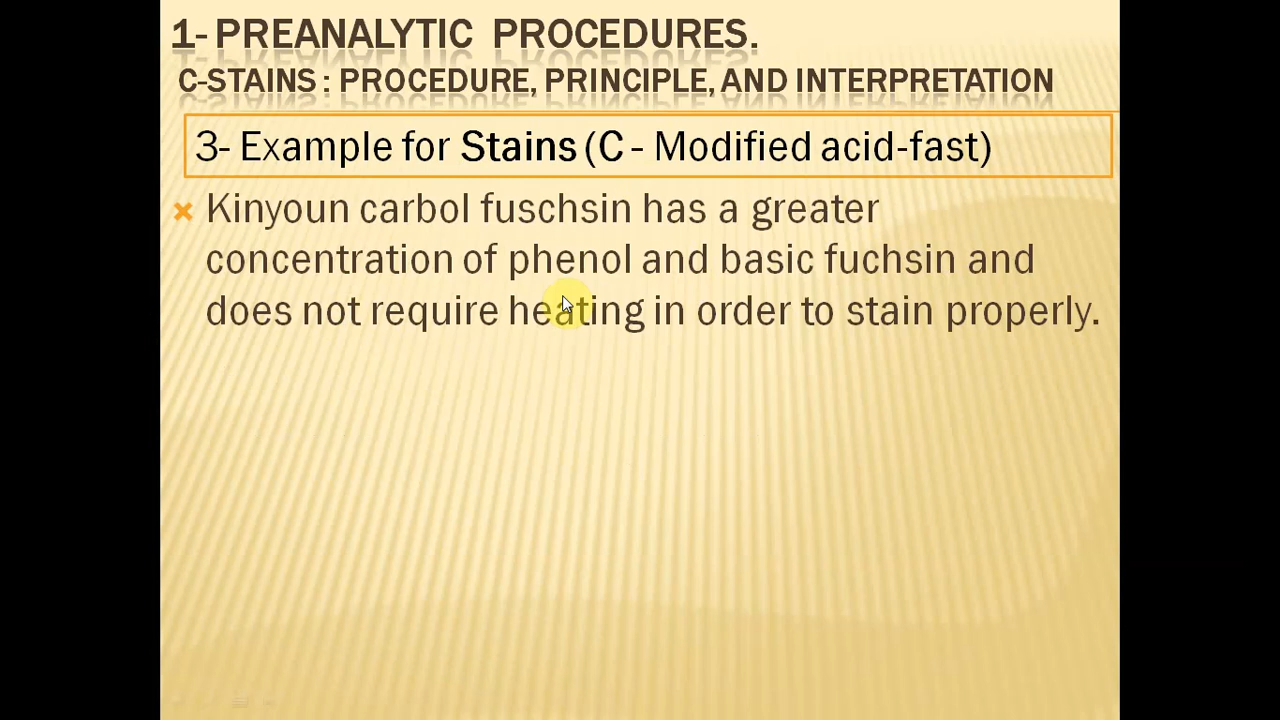 1- PREANALYTIC PROCEDURES.
C-STAINS : PROCEDURE, PRINCIPLE, AND INTERPRETATION
3- Example for Stains (C - Modified acid-fast)
Kinyoun carbol fuschsin has a greater
concentration of phenol and basic fuchsin and
does not require heating in order to stain properly.